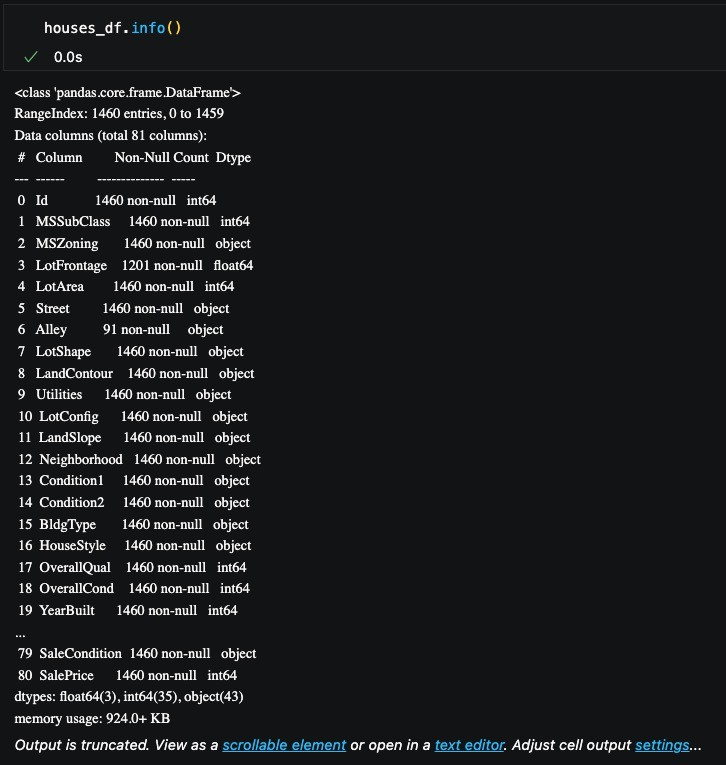 houses_df.info()
0.0s
<class 'pandas.core.frame.DataFrame'>
RangeIndex: 1460 entries, 0 to 1459
Data columns (total 81 columns):
# Column Non-Null Count Dtype
--- ------ -------------- -----
0 Id 1460 non-null int64
1 MSSubClass 1460 non-null int64
2 MSZoning 1460 non-null object
3 LotFrontage 1201 non-null float64
4 LotArea 1460 non-null int64
5 Street 1460 non-null object
6 Alley 91 non-null object
7 LotShape 1460 non-null object
8 LandContour 1460 non-null object
9 Utilities 1460 non-null object
10 LotConfig 1460 non-null object
11 LandSlope 1460 non-null object
12 Neighborhood 1460 non-null object
13 Condition1 1460 non-null object
14 Condition2 1460 non-null object
15 BldgType 1460 non-null object
16 HouseStyle 1460 non-null object
17 OverallQual 1460 non-null int64
18 OverallCond 1460 non-null int64
19 YearBuilt 1460 non-null int64
...
79 SaleCondition 1460 non-null object
80 SalePrice 1460 non-null int64
dtypes: float64(3), int64(35), object(43)
memory usage: 924.0+ KB
Output is truncated. View as a scrollable element or open in a text editor. Adjust cell output settings...